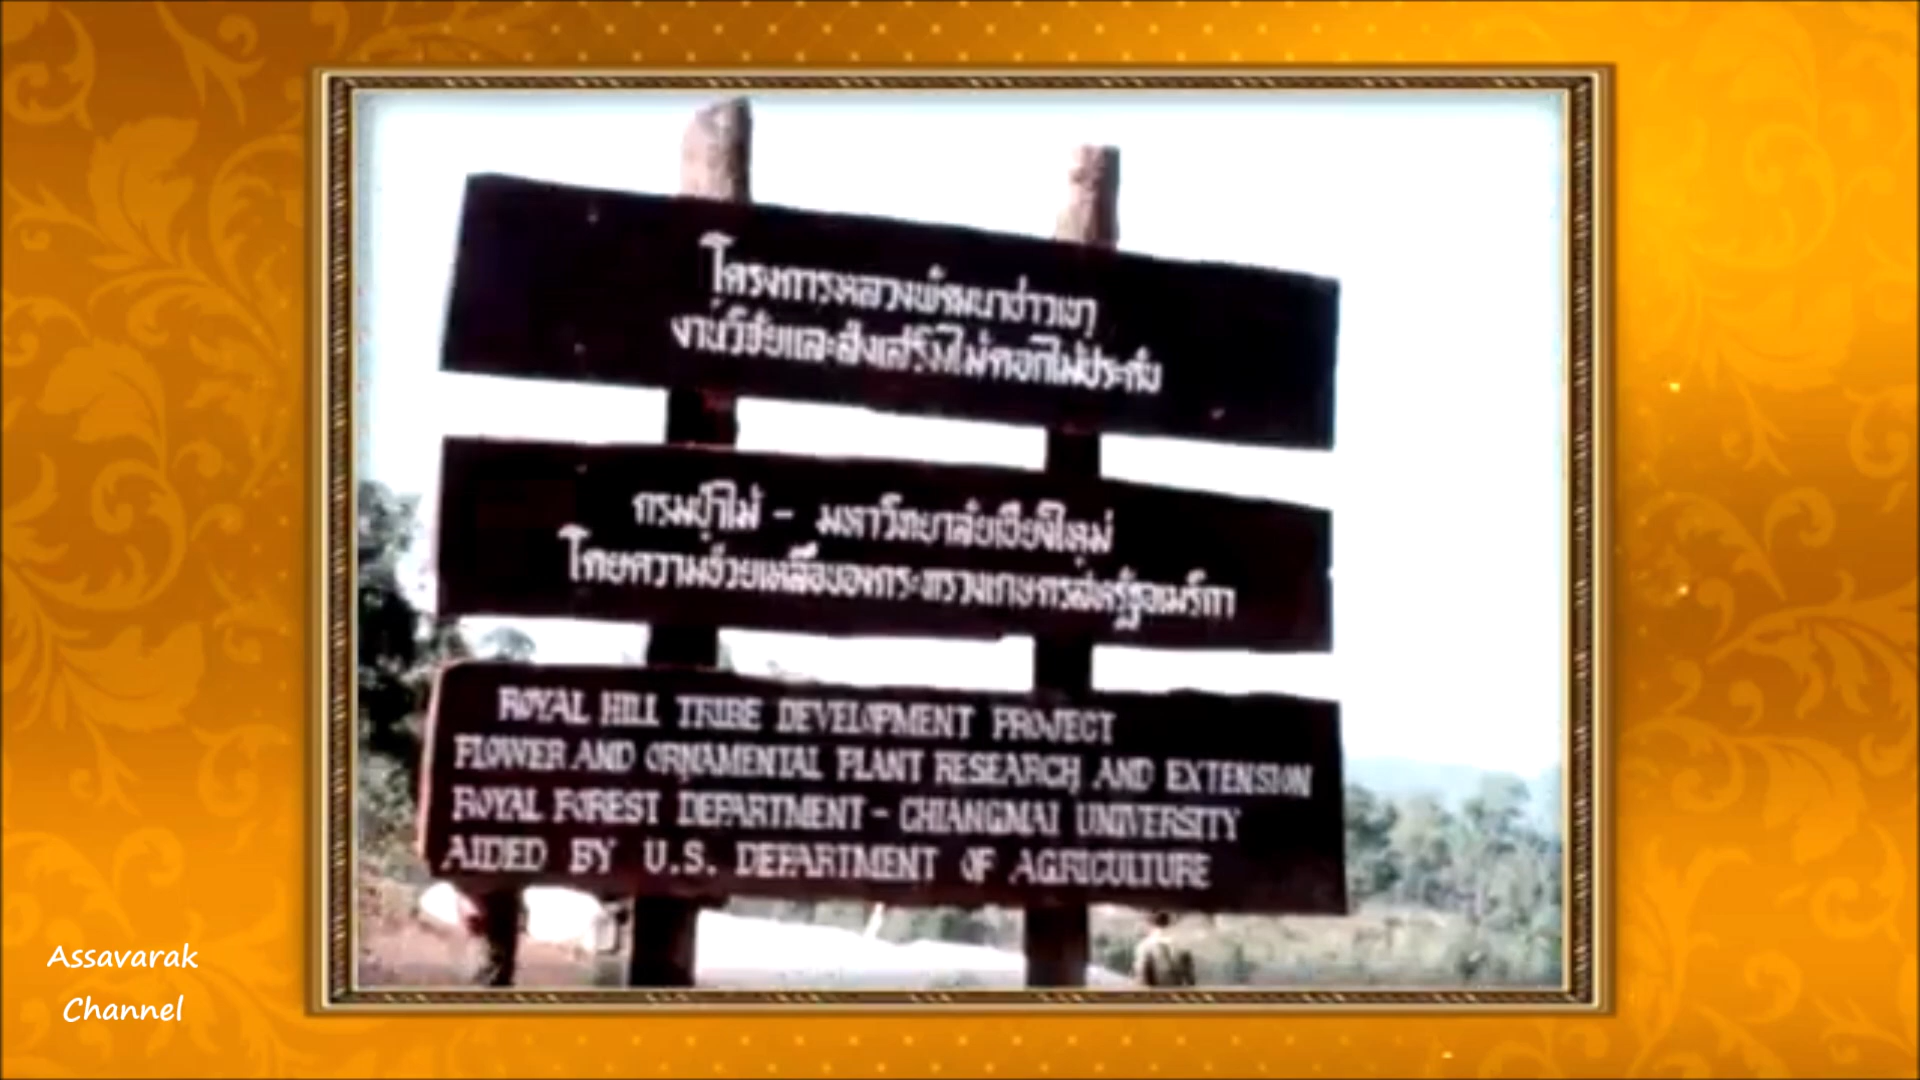 โครงการหลวงพัฒนาชาวเขา
งานวิจัยและส่งเสริมไม้ดอกไม้ประดับ
กรมป่าไม้ - มหาวิทยาลัยเชียงใหม่
โดยความช่วยเหลือของกระทรวงเกษตรสหรัฐอเมริกา
ROYAL HILL TRIBE DEVELOPMENT PROJECT
FLOWER AND ORNAMENTAL PLANT RESEARCH AND EXTENSION
ROYAL FOREST DEPARTMENT - CHIANGMAI UNIVERSITY
AIDED BY U.S. DEPARTMENT OF AGRICULTURE
Assavarak
Channel